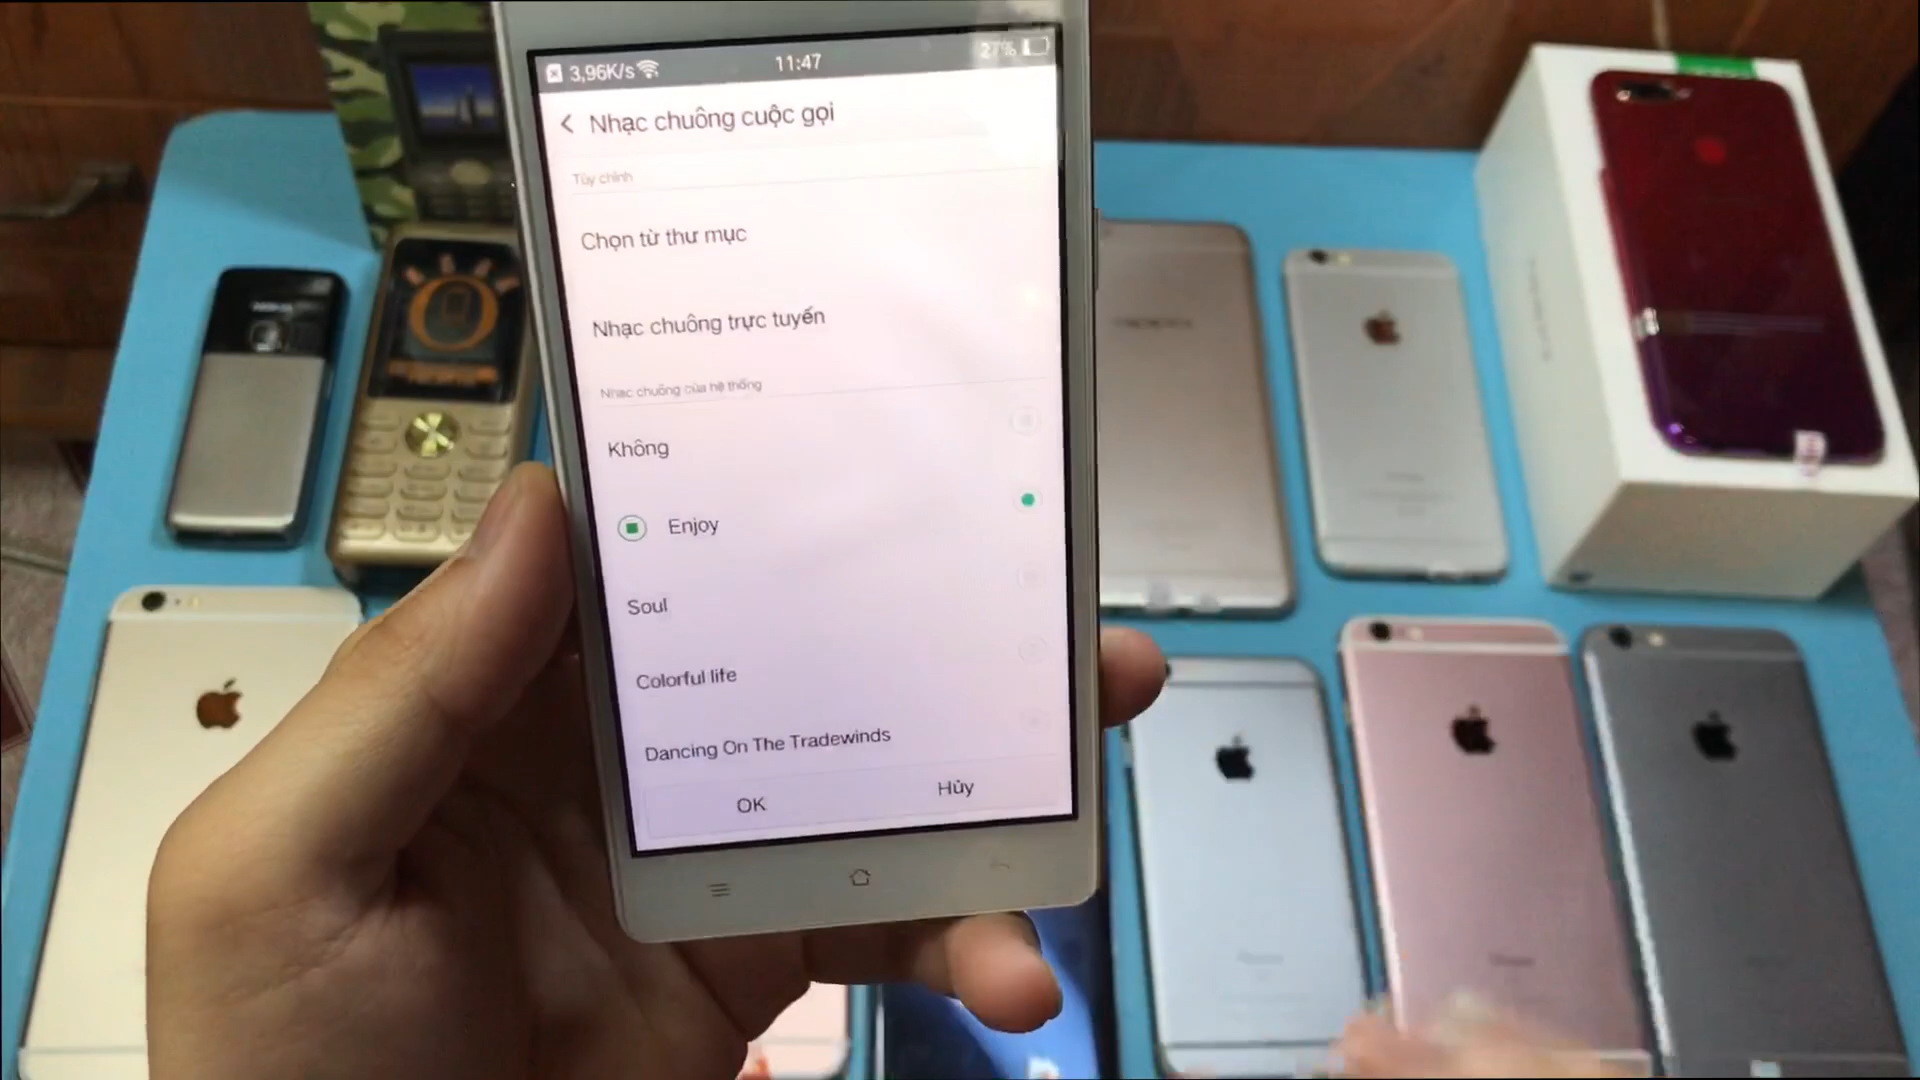 3,96K/s
11:47
27%
Nhạc chuông cuộc gọi
Tùy chỉnh
Chọn từ thư mục
Nhạc chuông trực tuyến
Nhạc chuông của hệ thống
Không
Enjoy
Soul
Colorful life
Dancing On The Tradewinds
OK
Hủy